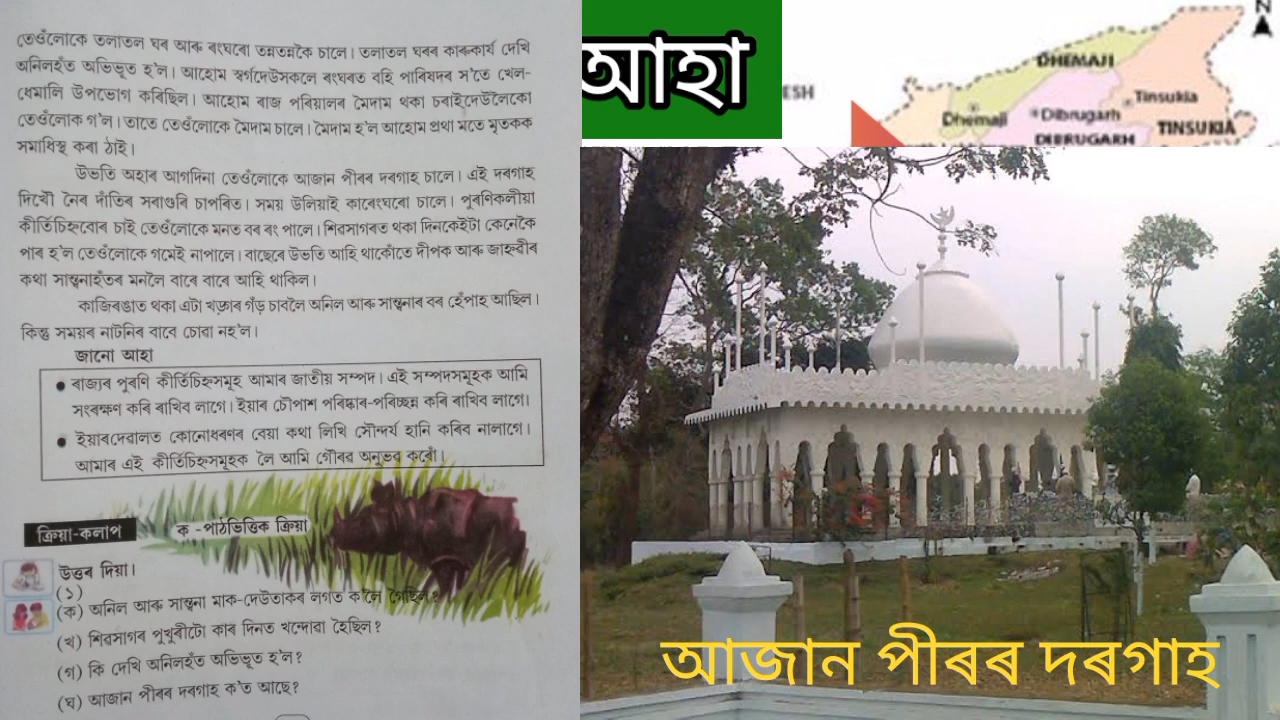 তেওঁলোকে তলাতল ঘৰ আৰু ৰংঘৰো তন্নতন্নকৈ চালে। তলাতল ঘৰৰ কাৰুকাৰ্য দেখি
অনিলহঁত অভিভূত হ'ল। আহোম স্বৰ্গদেউসকলে ৰংঘৰত বহি পাৰিষদৰ স'তে খেল-
ধেমালি উপভোগ কৰিছিল। আহোম ৰাজ পৰিয়ালৰ মৈদাম থকা চৰাইদেউলৈকো
তেওঁলোক গ'ল। তাতে তেওঁলোকে মৈদাম চালে। মৈদাম হ'ল আহোম প্ৰথা মতে মৃতকক
সমাধিস্থ কৰা ঠাই।
উভতি অহাৰ আগদিনা তেওঁলোকে আজান পীৰৰ দৰগাহ চালে। এই দৰগাহ
দিখৌ নৈৰ দাঁতিৰ সৰাগুৰি চাপৰিত। সময় উলিয়াই কাৰেংঘৰো চালে। পুৰণিকলীয়া
কীৰ্তিচিহ্নবোৰ চাই তেওঁলোকে মনত বৰ ৰং পালে। শিৱসাগৰত থকা দিনকেইটা কেনেকৈ
পাৰ হ'ল তেওঁলোকে গমেই নাপালে। বাছেৰে উভতি আহি থাকোঁতে দীপক আৰু জাহ্নৱীৰ
কথা সান্ত্বনাহঁতৰ মনলৈ বাৰে বাৰে আহি থাকিল।
কাজিৰঙাত থকা এটা খড়্গৰ গঁড় চাবলৈ অনিল আৰু সান্ত্বনাৰ বৰ হেঁপাহ আছিল।
কিন্তু সময়ৰ নাটনিৰ বাবে চোৱা নহ'ল।
জানো আহা
● ৰাজ্যৰ পুৰণি কীৰ্তিচিহ্নসমূহ আমাৰ জাতীয় সম্পদ। এই সম্পদসমূহক আমি
সংৰক্ষণ কৰি ৰাখিব লাগে। ইয়াৰ চৌপাশ পৰিষ্কাৰ-পৰিচ্ছন্ন কৰি ৰাখিব লাগে।
● ইয়াৰদেৱালত কোনোধৰণৰ বেয়া কথা লিখি সৌন্দৰ্য হানি কৰিব নালাগে।
আমাৰ এই কীৰ্তিচিহ্নসমূহক লৈ আমি গৌৰৱ অনুভৱ কৰোঁ।
ক্ৰিয়া-কলাপ
ক -পাঠভিত্তিক ক্ৰিয়া
উত্তৰ দিয়া।
(১)
(ক) অনিল আৰু সান্ত্বনা মাক-দেউতাকৰ লগত ক'লৈ গৈছিল?
(খ) শিৱসাগৰ পুখুৰীটো কাৰ দিনত খন্দোৱা হৈছিল?
(গ) কি দেখি অনিলহঁত অভিভূত হ'ল?
(ঘ) আজান পীৰৰ দৰগাহ ক'ত আছে?
আহা
ESH
N
DHEMAJI
Dhemaji
Tinsukia
Dibrugarh
TINSUKIA
DIBRUGARH
আজান পীৰৰ দৰগাহ